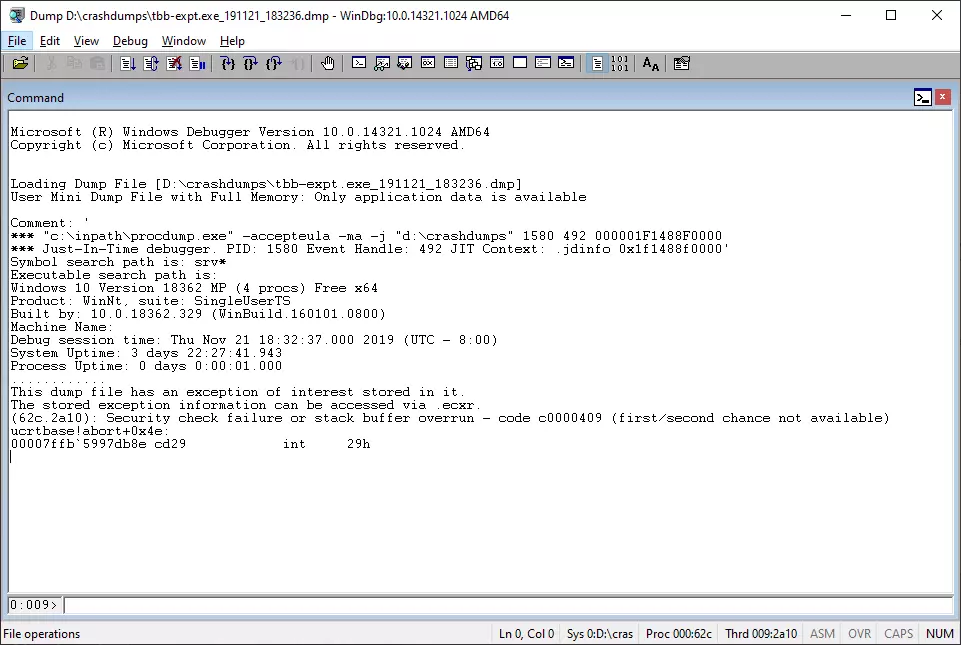 Dump D:\crashdumps\tbb-expt.exe_191121_183236.dmp - WinDbg:10.0.14321.1024 AMD64
File Edit View Debug Window Help
Command
Microsoft (R) Windows Debugger Version 10.0.14321.1024 AMD64
Copyright (c) Microsoft Corporation. All rights reserved.
Loading Dump File [D:\crashdumps\tbb-expt.exe_191121_183236.dmp]
User Mini Dump File with Full Memory: Only application data is available
Comment: '
*** "c:\inpath\procdump.exe" -accepteula -ma -j "d:\crashdumps" 1580 492 000001F1488F0000
*** Just-In-Time debugger. PID: 1580 Event Handle: 492 JIT Context: .jdinfo 0x1f1488f0000'
Symbol search path is: srv*
Executable search path is:
Windows 10 Version 18362 MP (4 procs) Free x64
Product: WinNt, suite: SingleUserTS
Built by: 10.0.18362.329 (WinBuild.160101.0800)
Machine Name:
Debug session time: Thu Nov 21 18:32:37.000 2019 (UTC - 8:00)
System Uptime: 3 days 22:27:41.943
Process Uptime: 0 days 0:00:01.000
............
This dump file has an exception of interest stored in it.
The stored exception information can be accessed via .ecxr.
(62c.2a10): Security check failure or stack buffer overrun - code c0000409 (first/second chance not available)
ucrtbase!abort+0x4e:
00007ffb`5997db8e cd29 int 29h
0:009>
File operations Ln 0, Col 0 Sys 0:D:\cras Proc 000:62c Thrd 009:2a10 ASM OVR CAPS NUM